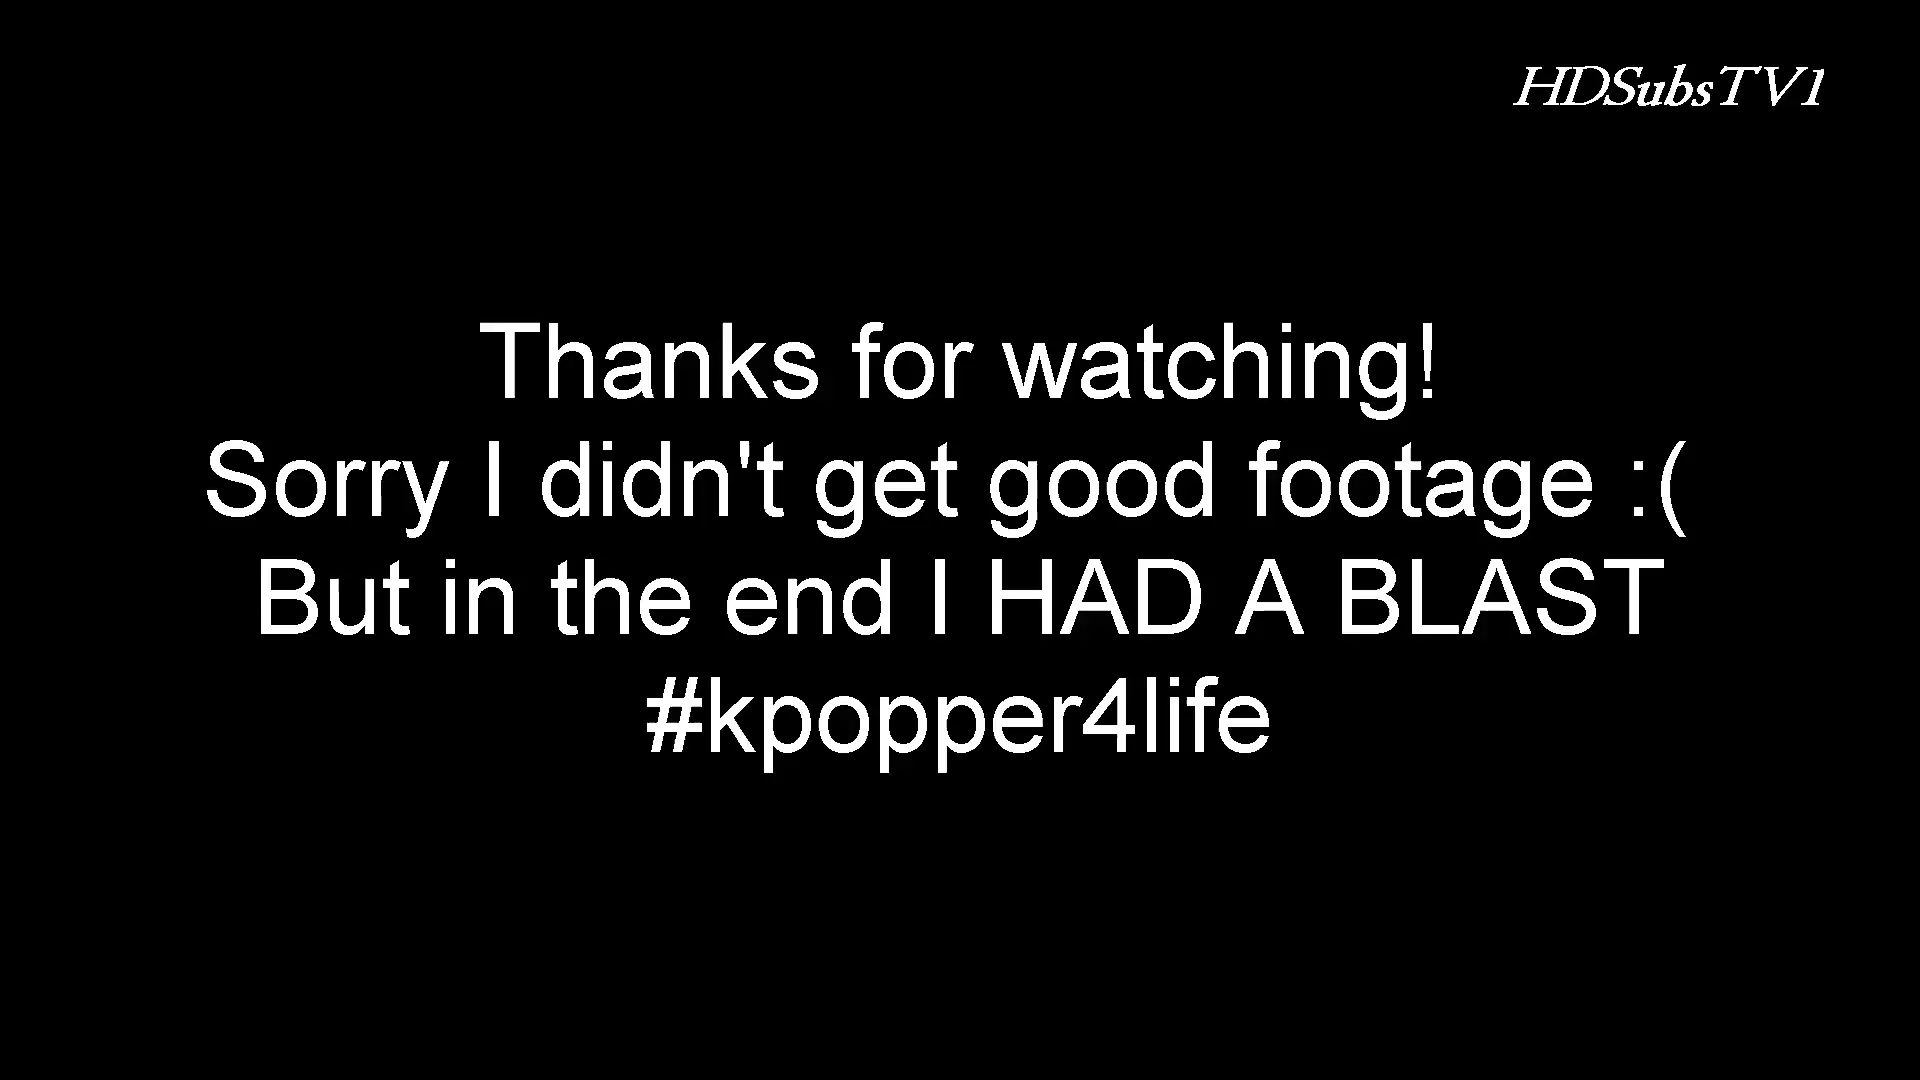 HDSubsTV1
Thanks for watching!
Sorry I didn't get good footage :(
But in the end I HAD A BLAST
#kpopper4life